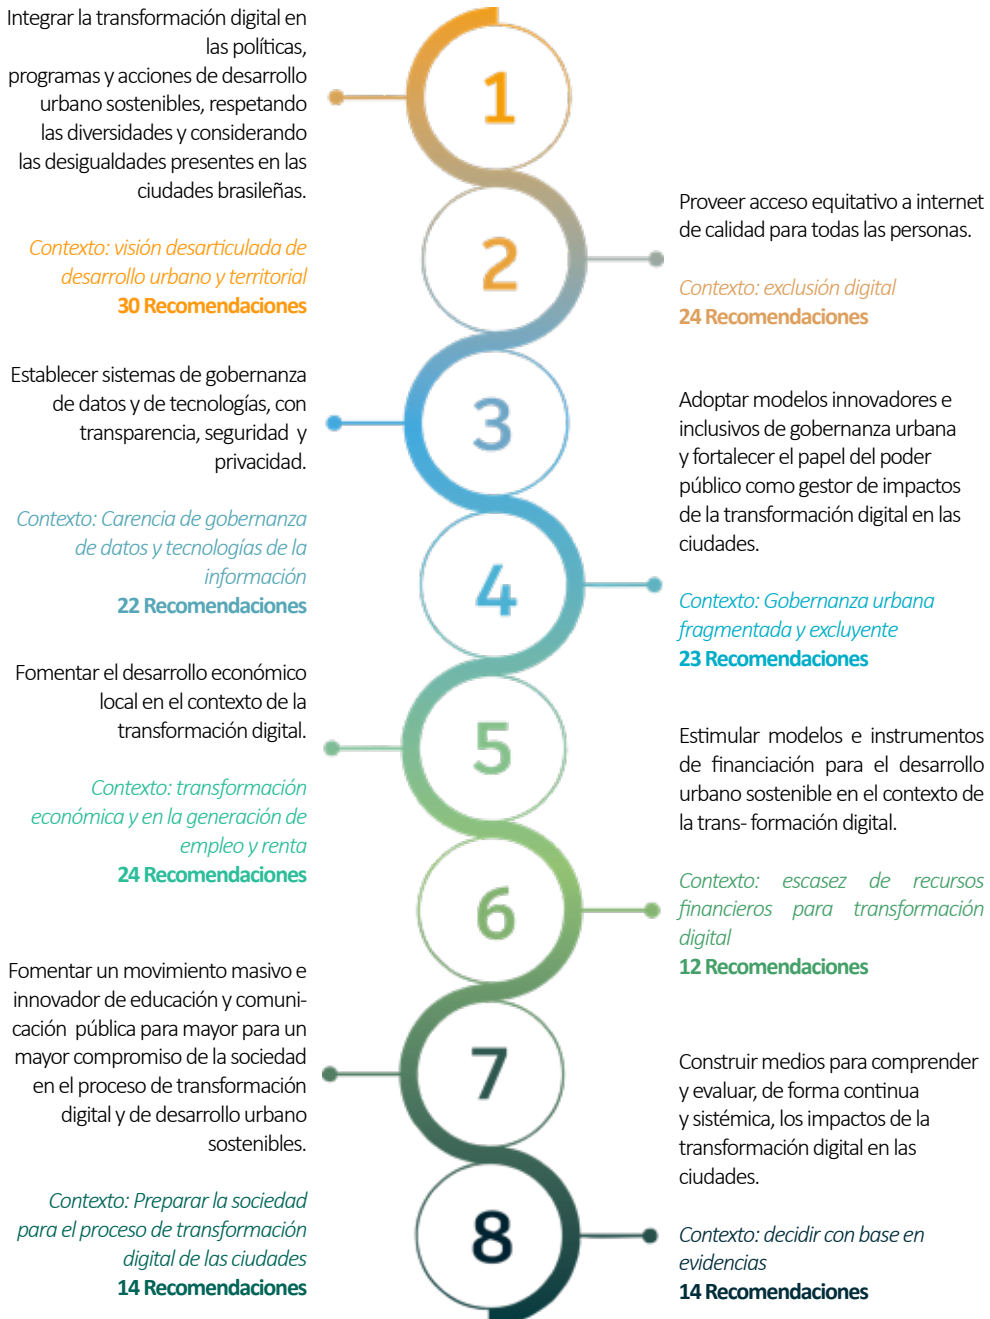 Integrar la transformación digital en
las políticas,
programas y acciones de desarrollo
urbano sostenibles, respetando
las diversidades y considerando
las desigualdades presentes en las
ciudades brasileñas.
Contexto: visión desarticulada de
desarrollo urbano y territorial
30 Recomendaciones
1
2
Proveer acceso equitativo a internet
de calidad para todas las personas.
Contexto: exclusión digital
24 Recomendaciones
Establecer sistemas de gobernanza
de datos y de tecnologías, con
transparencia, seguridad y
privacidad.
Contexto: Carencia de gobernanza
de datos y tecnologías de la
información
22 Recomendaciones
3
4
Adoptar modelos innovadores e
inclusivos de gobernanza urbana
y fortalecer el papel del poder
público como gestor de impactos
de la transformación digital en las
ciudades.
Contexto: Gobernanza urbana
fragmentada y excluyente
23 Recomendaciones
Fomentar el desarrollo económico
local en el contexto de la
transformación digital.
Contexto: transformación
económica y en la generación de
empleo y renta
24 Recomendaciones
5
6
Estimular modelos e instrumentos
de financiación para el desarrollo
urbano sostenible en el contexto de
la trans- formación digital.
Contexto: escasez de recursos
financieros para transformación
digital
12 Recomendaciones
Fomentar un movimiento masivo e
innovador de educación y comuni-
cación pública para mayor para un
mayor compromiso de la sociedad
en el proceso de transformación
digital y de desarrollo urbano
sostenibles.
Contexto: Preparar la sociedad
para el proceso de transformación
digital de las ciudades
14 Recomendaciones
7
8
Construir medios para comprender
y evaluar, de forma continua
y sistémica, los impactos de la
transformación digital en las
ciudades.
Contexto: decidir con base en
evidencias
14 Recomendaciones